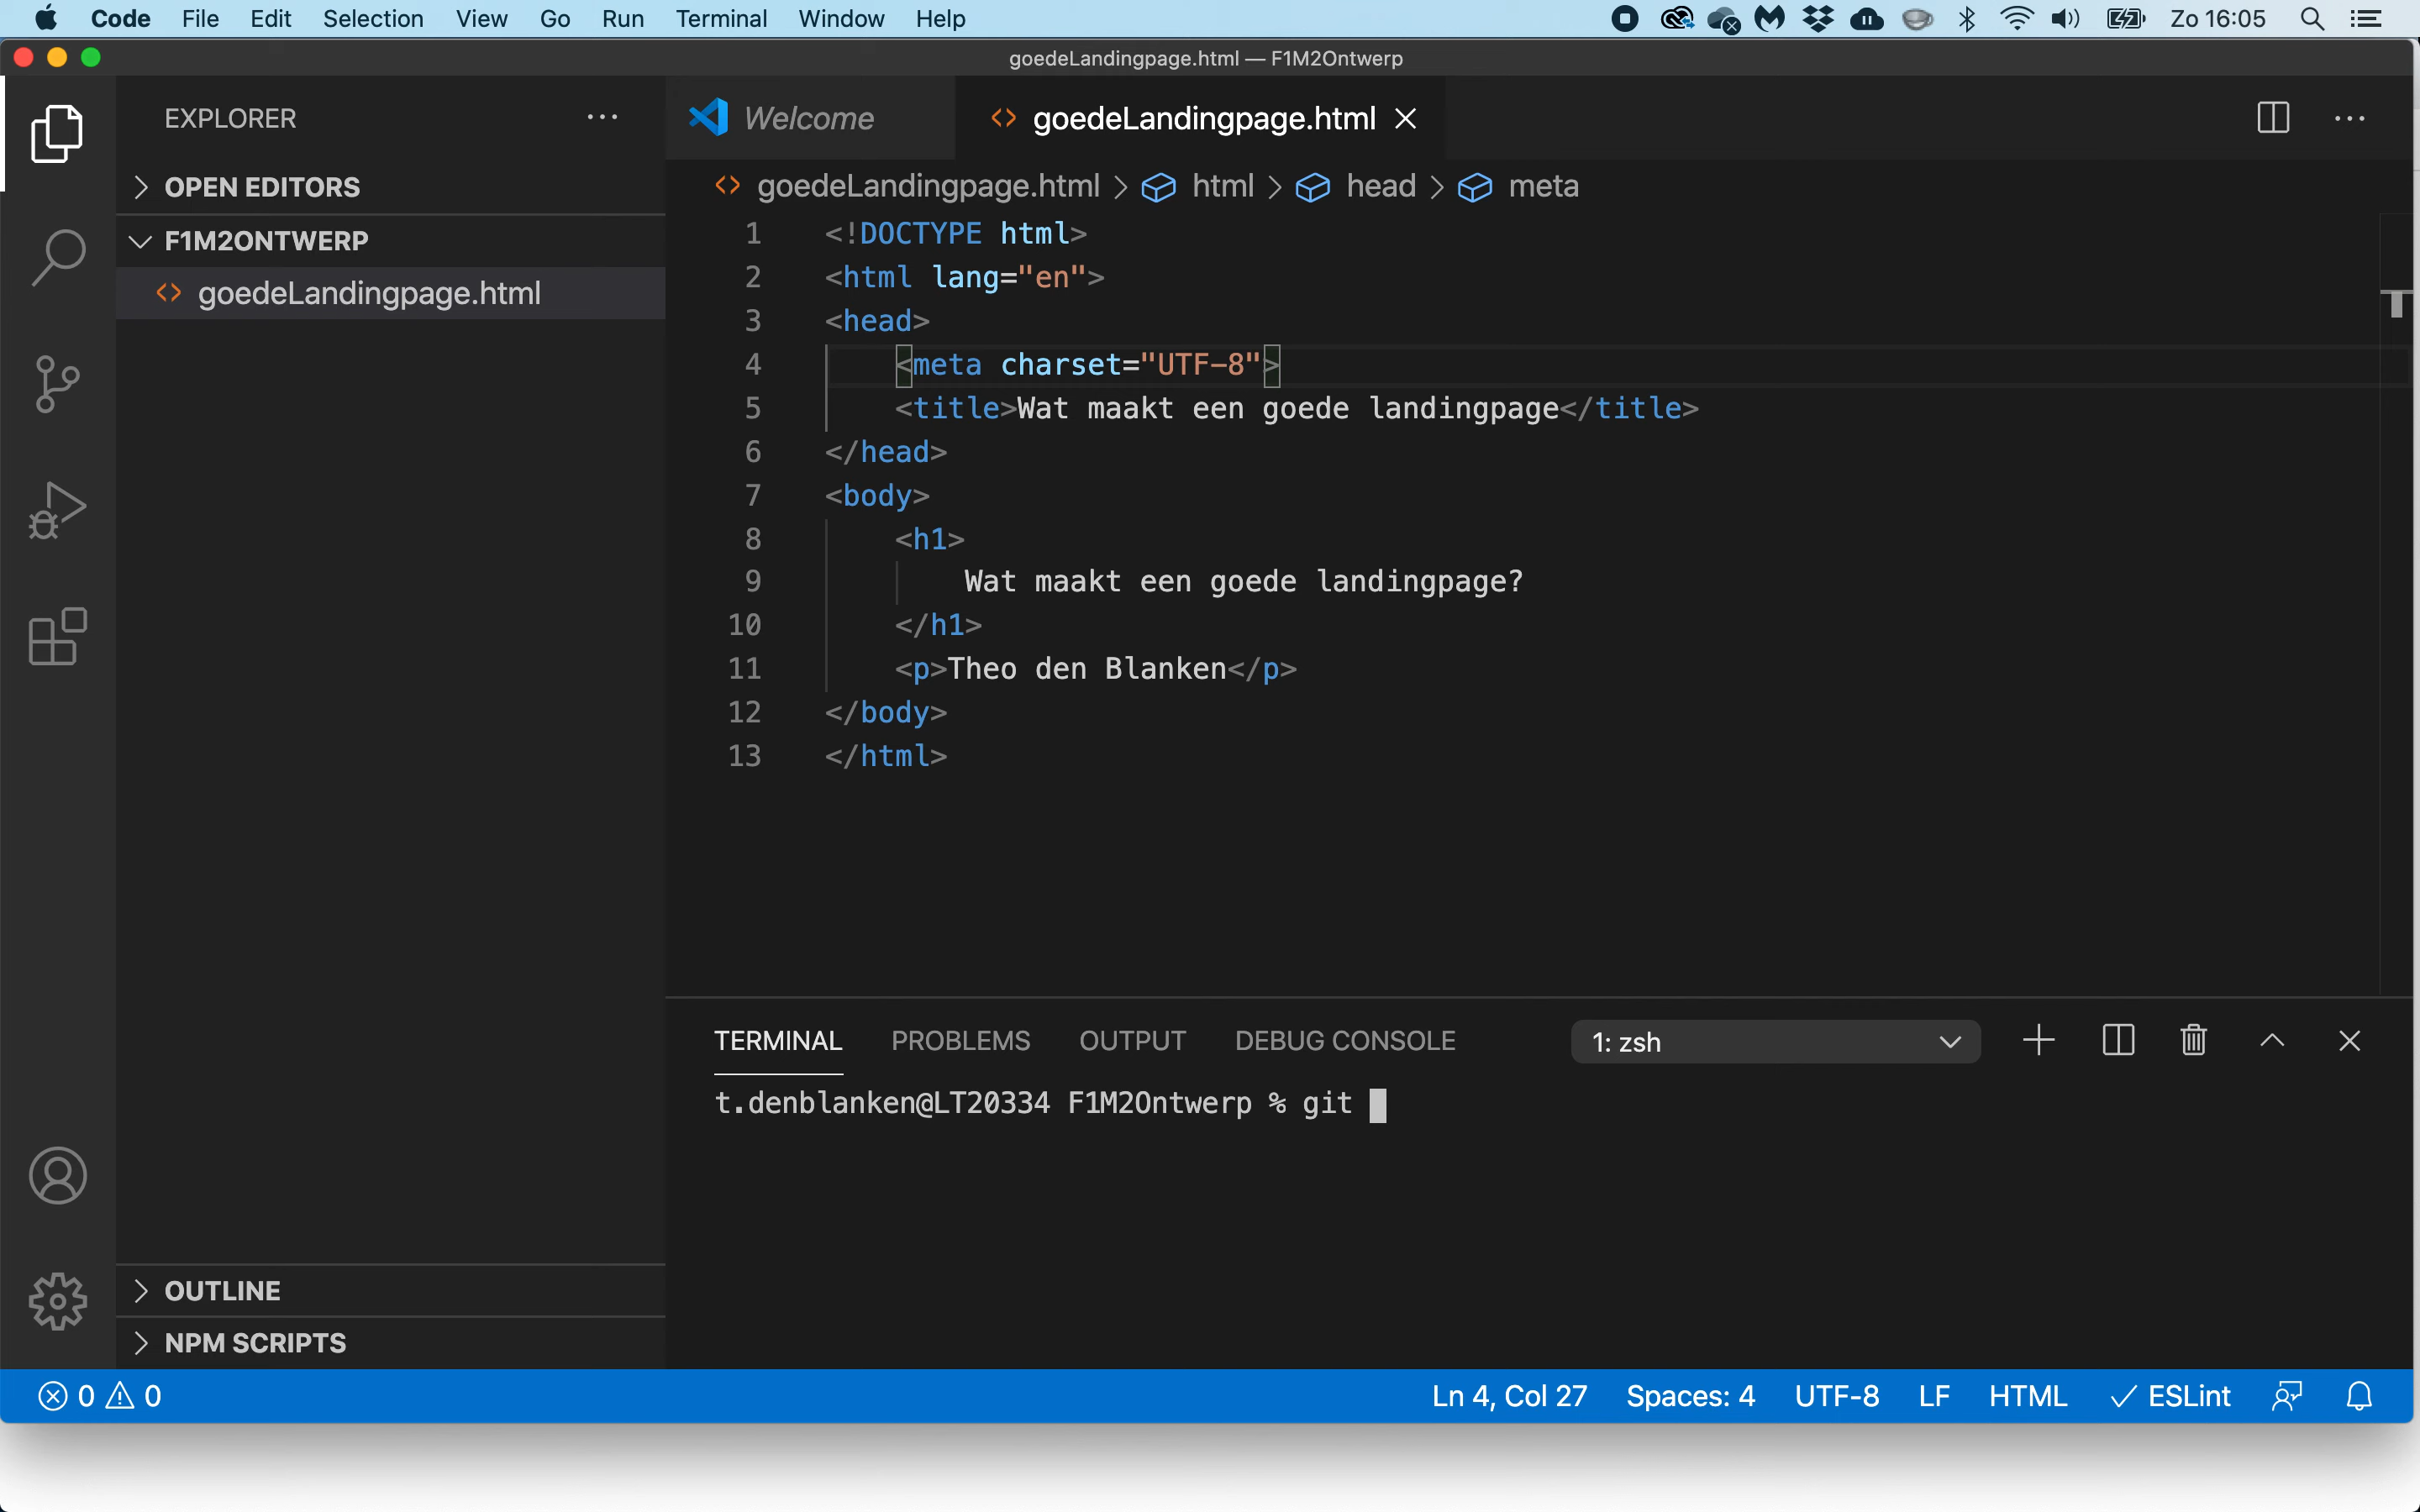 Code File Edit Selection View Go Run Terminal Window Help Zo 16:05
goedeLandingpage.html — F1M2Ontwerp
EXPLORER
OPEN EDITORS
F1M2ONTWERP
goedeLandingpage.html
OUTLINE
NPM SCRIPTS
Welcome goedeLandingpage.html
goedeLandingpage.html > html > head > meta
1 <!DOCTYPE html>
2 <html lang="en">
3 <head>
4 <meta charset="UTF-8">
5 <title>Wat maakt een goede landingpage</title>
6 </head>
7 <body>
8 <h1>
9 Wat maakt een goede landingpage?
10 </h1>
11 <p>Theo den Blanken</p>
12 </body>
13 </html>
TERMINAL PROBLEMS OUTPUT DEBUG CONSOLE 1: zsh
t.denblanken@LT20334 F1M2Ontwerp % git
0 0 Ln 4, Col 27 Spaces: 4 UTF-8 LF HTML ESLint